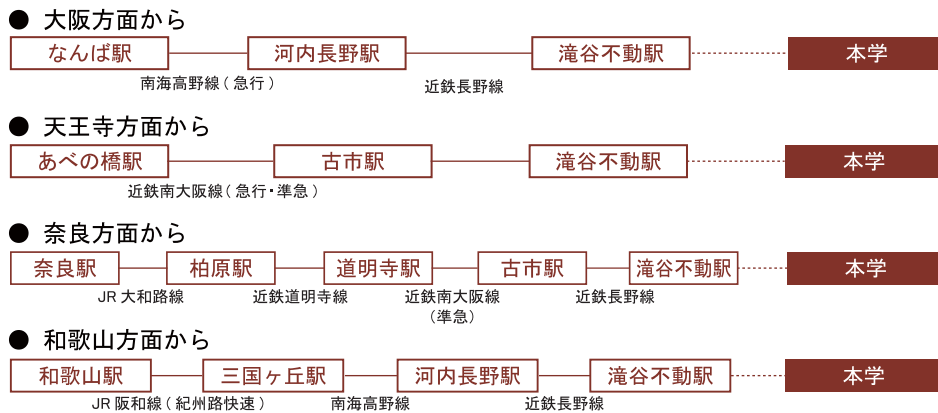 ● 大阪方面から
なんば駅 河内長野駅 滝谷不動駅 本学
南海高野線(急行) 近鉄長野線
● 天王寺方面から
あべの橋駅 古市駅 滝谷不動駅 本学
近鉄南大阪線(急行・準急)
● 奈良方面から
奈良駅 柏原駅 道明寺駅 古市駅 滝谷不動駅 本学
JR大和路線 近鉄道明寺線 近鉄南大阪線 近鉄長野線
(準急)
● 和歌山方面から
和歌山駅 三国ヶ丘駅 河内長野駅 滝谷不動駅 本学
JR阪和線(紀州路快速) 南海高野線 近鉄長野線